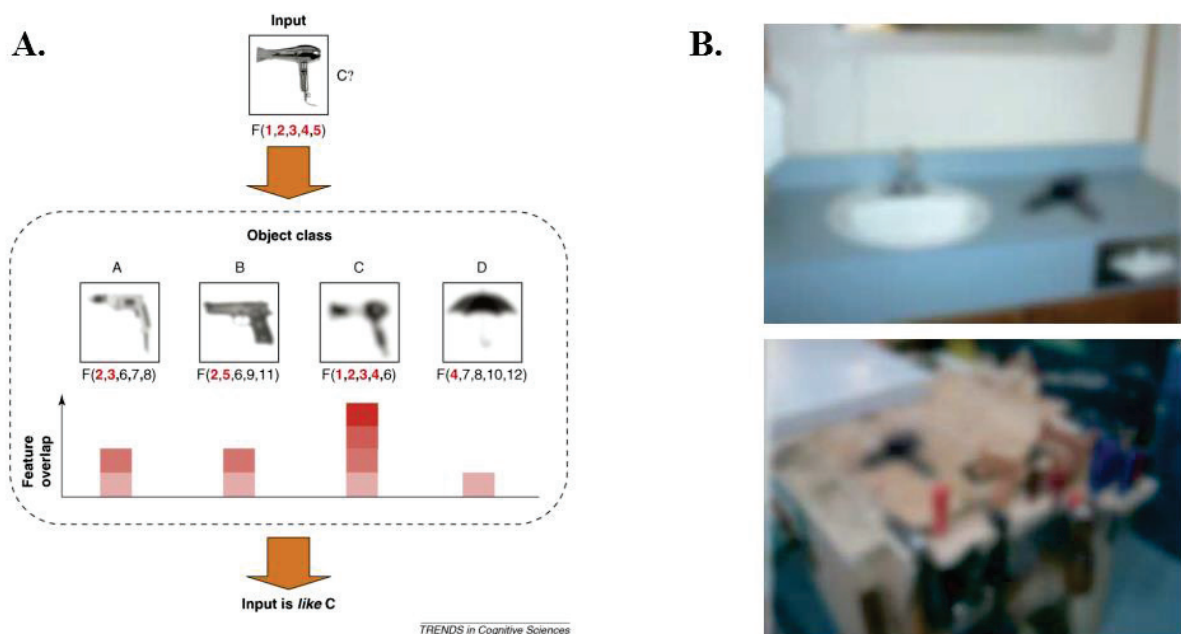 A.
B.
Input
C?
F(1,2,3,4,5)
Object class
A B C D
F(2,3,6,7,8) F(2,5,6,9,11) F(1,2,3,4,6) F(4,7,8,10,12)
Feature
overlap
Input is like C
TRENDS in Cognitive Sciences